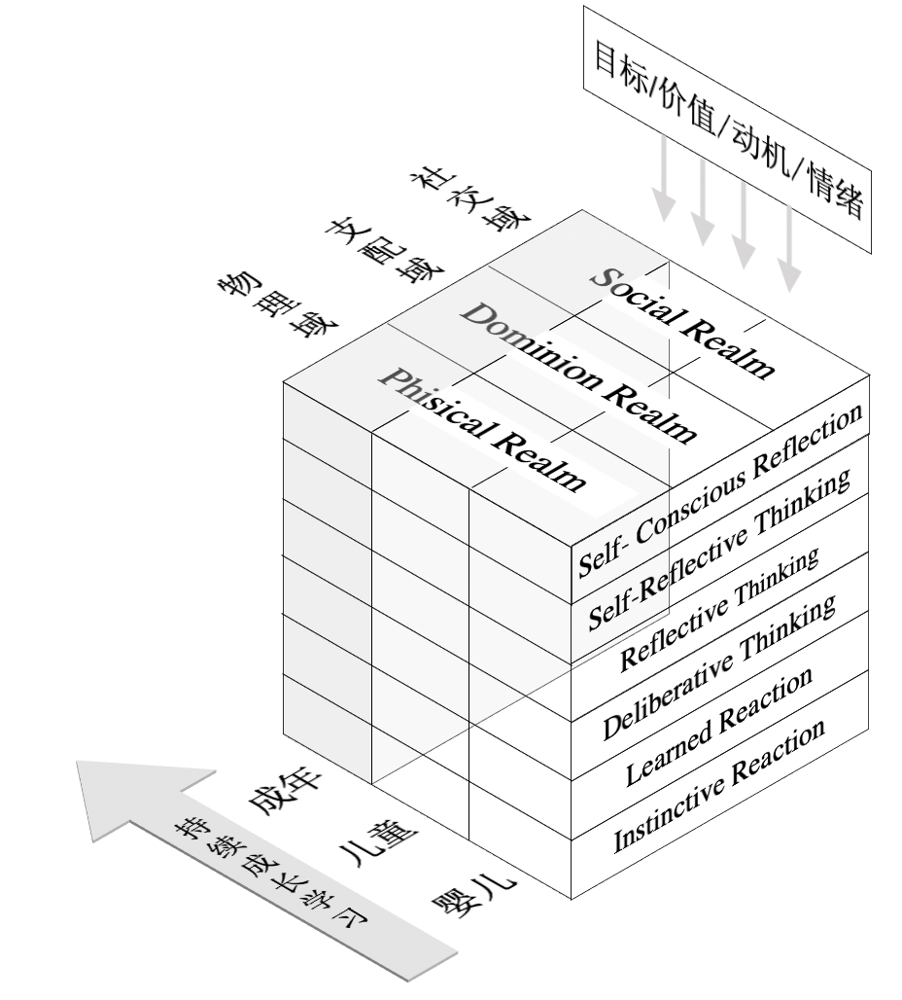 目标/价值/动机/情绪
社交域
支配域
物理域
Social Realm
Dominion Realm
Phisical Realm
Self- Conscious Reflection
Self-Reflective Thinking
Reflective Thinking
Deliberative Thinking
Learned Reaction
Instinctive Reaction
成年
儿童
婴儿
持续成长学习